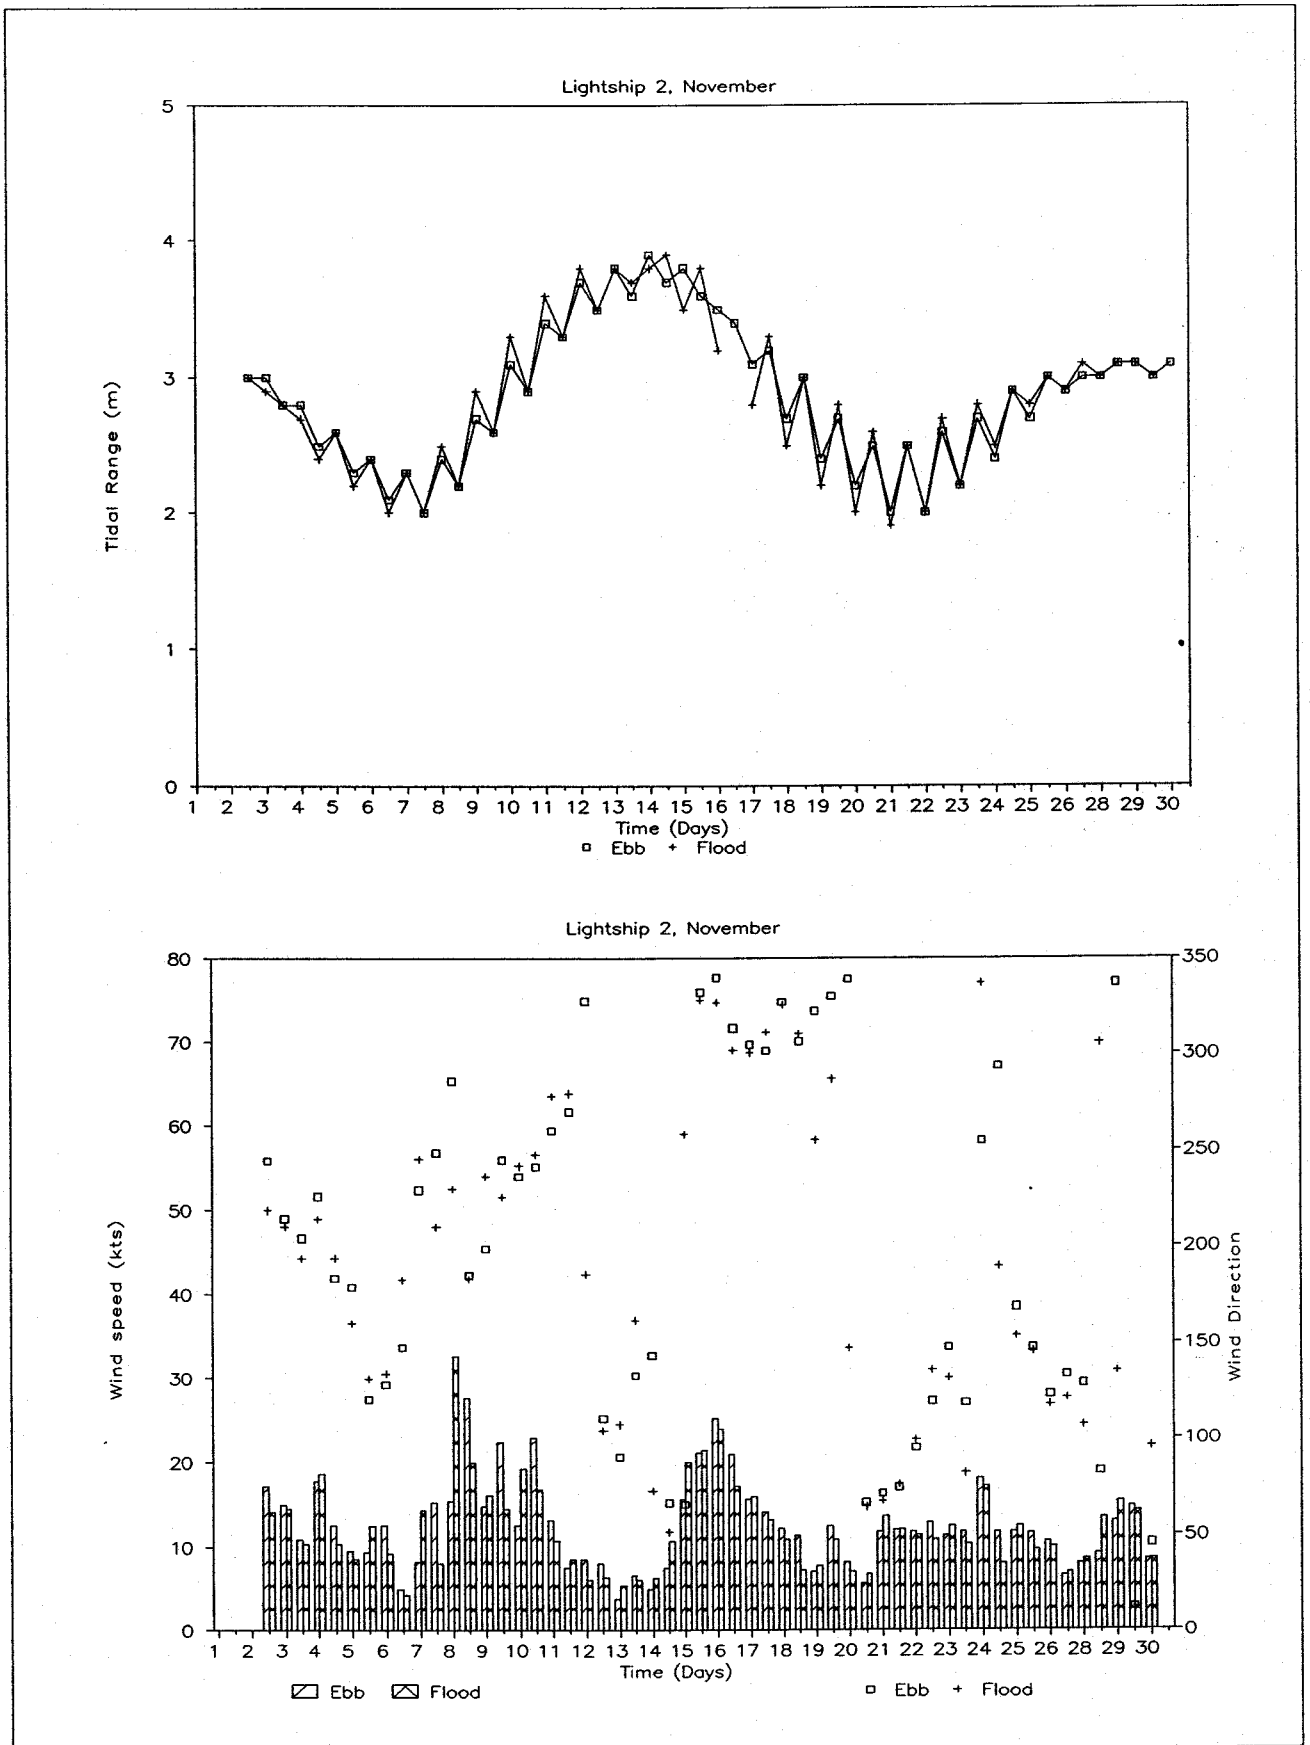 Lightship 2, November
5
4
3
2
1
0
Tidal Range (m)
1 2 3 4 5 6 7 8 9 10 11 12 13 14 15 16 17 18 19 20 21 22 23 24 25 26 27 28 29 30
Time (Days)
Ebb + Flood
Lightship 2, November
80
70
60
50
40
30
20
10
0
Wind speed (kts)
350
300
250
200
150
100
50
0
Wind Direction
1 2 3 4 5 6 7 8 9 10 11 12 13 14 15 16 17 18 19 20 21 22 23 24 25 26 27 28 29 30
Time (Days)
Ebb Flood
Ebb + Flood